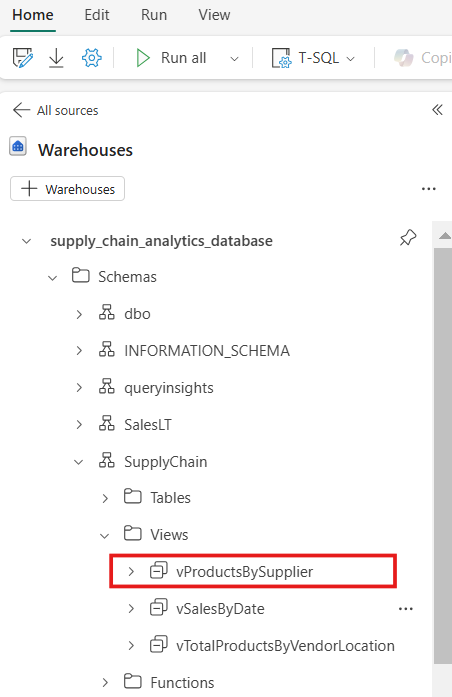 Home Edit Run View
Run all T-SQL Copi
All sources
Warehouses
Warehouses
supply_chain_analytics_database
Schemas
dbo
INFORMATION_SCHEMA
queryinsights
SalesLT
SupplyChain
Tables
Views
vProductsBySupplier
vSalesByDate
vTotalProductsByVendorLocation
Functions